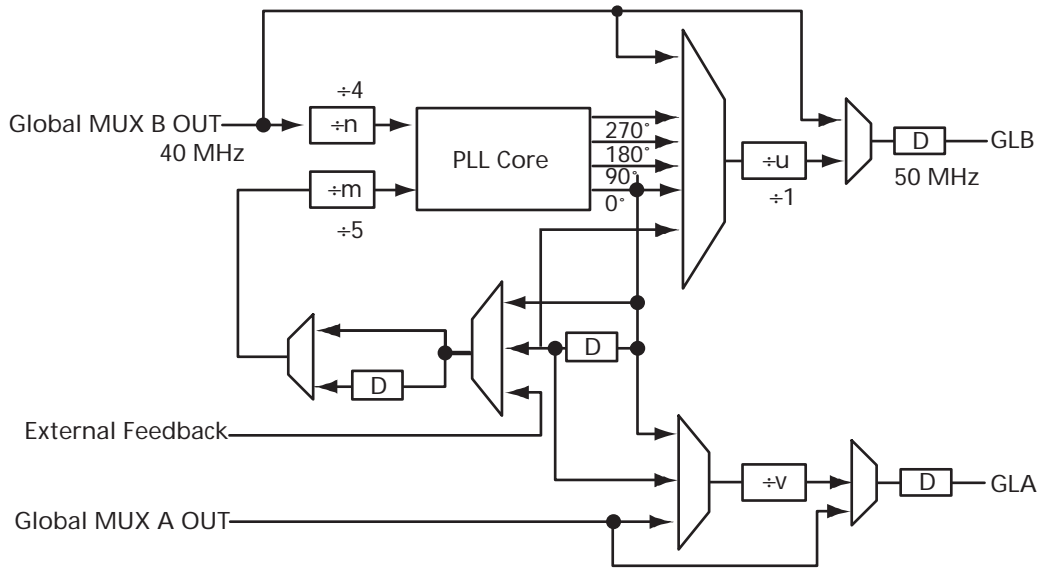 ÷4
Global MUX B OUT
÷n
40 MHz
PLL Core
270°
180°
90°
0°
÷u
÷1
D
GLB
50 MHz
÷m
÷5
D
D
External Feedback
÷v
D
GLA
Global MUX A OUT